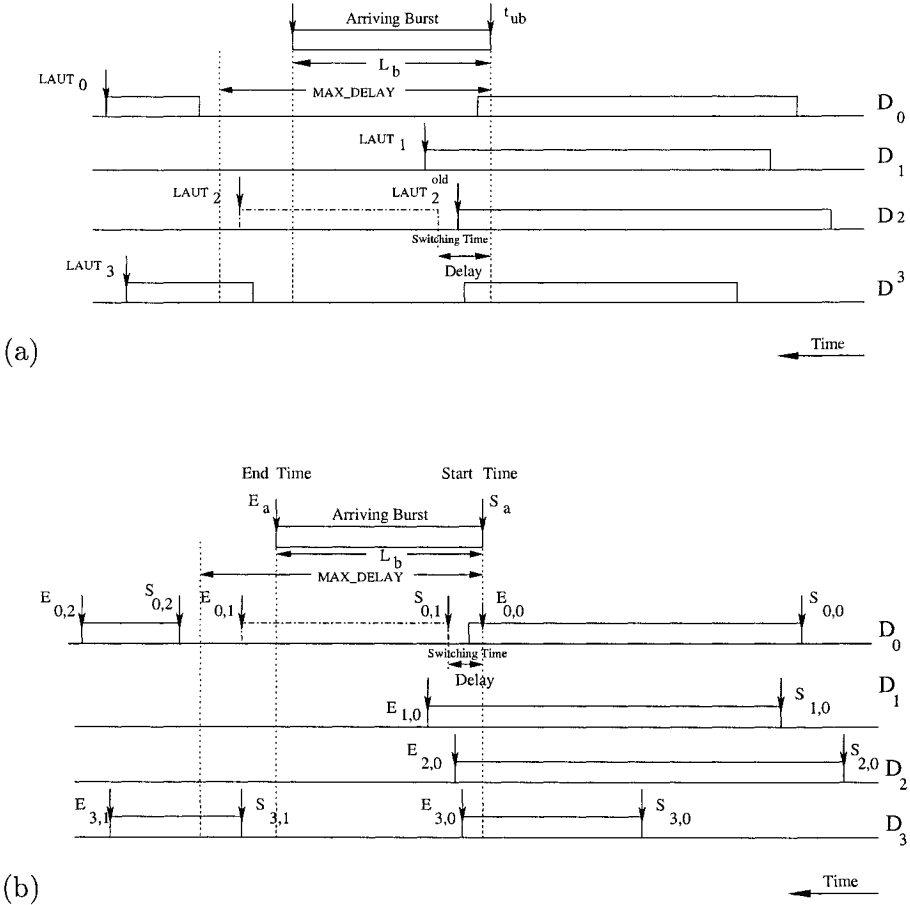 Arriving Burst
t ub
L b
LAUT 0
MAX_DELAY
D 0
LAUT 1
D 1
LAUT 2
LAUT 2 old
D 2
Switching Time
Delay
LAUT 3
D 3
(a)
Time
End Time
Start Time
E a
S a
Arriving Burst
L b
MAX_DELAY
E 0,2
S 0,2
E 0,1
S 0,1
E 0,0
S 0,0
D 0
Switching Time
Delay
D 1
E 1,0
S 1,0
E 2,0
S 2,0
D 2
E 3,1
S 3,1
E 3,0
S 3,0
D 3
(b)
Time